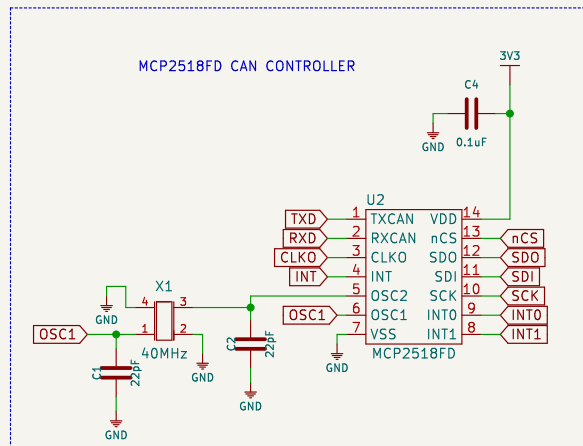 MCP2518FD CAN CONTROLLER
3V3
C4
GND
0.1uF
U2
TXD 1 TXCAN VDD 14
RXD 2 RXCAN nCS 13 nCS
CLKO 3 CLKO SDO 12 SDO
INT 4 INT SDI 11 SDI
5 OSC2 SCK 10 SCK
OSC1 6 OSC1 INT0 9 INT0
7 VSS INT1 8 INT1
GND
MCP2518FD
X1
4 3
GND
OSC1 1 2
40MHz
GND
C1 22pF
GND
C2 22pF
GND